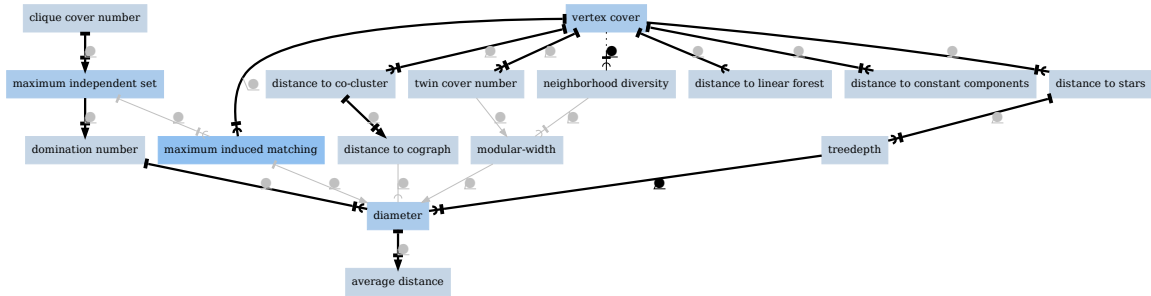 clique cover number
vertex cover
maximum independent set
distance to co-cluster
twin cover number
neighborhood diversity
distance to linear forest
distance to constant components
distance to stars
domination number
maximum induced matching
distance to cograph
modular-width
treedepth
diameter
average distance